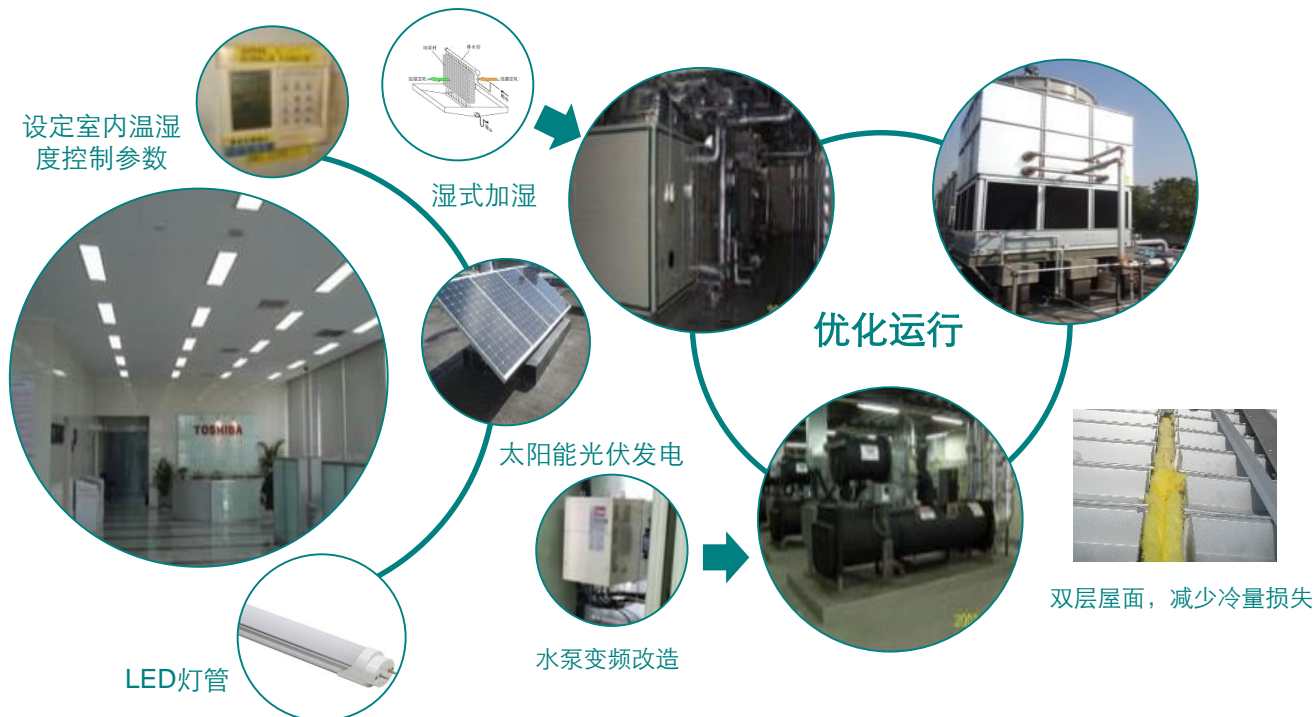 设定室内温湿
度控制参数
湿式加湿
优化运行
TOSHIBA
太阳能光伏发电
双层屋面，减少冷量损失
水泵变频改造
LED灯管